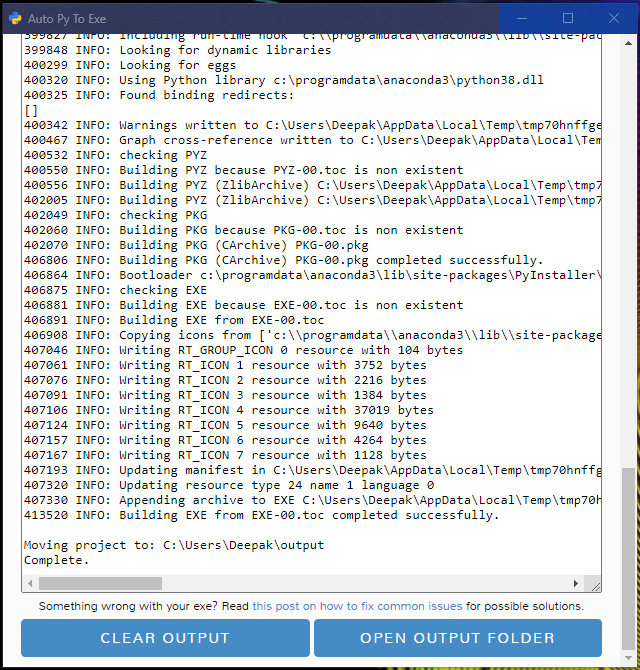 Auto Py To Exe
399827 INFO: Including run-time hook 'c:\\programdata\\anaconda3\\lib\\site-pac
399848 INFO: Looking for dynamic libraries
400299 INFO: Looking for eggs
400320 INFO: Using Python library c:\programdata\anaconda3\python38.dll
400325 INFO: Found binding redirects:
[]
400342 INFO: Warnings written to C:\Users\Deepak\AppData\Local\Temp\tmp70hnffge
400467 INFO: Graph cross-reference written to C:\Users\Deepak\AppData\Local\Tem
400532 INFO: checking PYZ
400550 INFO: Building PYZ because PYZ-00.toc is non existent
400556 INFO: Building PYZ (ZlibArchive) C:\Users\Deepak\AppData\Local\Temp\tmp7
402005 INFO: Building PYZ (ZlibArchive) C:\Users\Deepak\AppData\Local\Temp\tmp7
402049 INFO: checking PKG
402060 INFO: Building PKG because PKG-00.toc is non existent
402070 INFO: Building PKG (CArchive) PKG-00.pkg
406806 INFO: Building PKG (CArchive) PKG-00.pkg completed successfully.
406864 INFO: Bootloader c:\programdata\anaconda3\lib\site-packages\PyInstaller\
406875 INFO: checking EXE
406881 INFO: Building EXE because EXE-00.toc is non existent
406891 INFO: Building EXE from EXE-00.toc
406908 INFO: Copying icons from ['c:\\programdata\\anaconda3\\lib\\site-package
407046 INFO: Writing RT_GROUP_ICON 0 resource with 104 bytes
407061 INFO: Writing RT_ICON 1 resource with 3752 bytes
407076 INFO: Writing RT_ICON 2 resource with 2216 bytes
407091 INFO: Writing RT_ICON 3 resource with 1384 bytes
407106 INFO: Writing RT_ICON 4 resource with 37019 bytes
407124 INFO: Writing RT_ICON 5 resource with 9640 bytes
407157 INFO: Writing RT_ICON 6 resource with 4264 bytes
407167 INFO: Writing RT_ICON 7 resource with 1128 bytes
407193 INFO: Updating manifest in C:\Users\Deepak\AppData\Local\Temp\tmp70hnffg
407320 INFO: Updating resource type 24 name 1 language 0
407330 INFO: Appending archive to EXE C:\Users\Deepak\AppData\Local\Temp\tmp70h
413520 INFO: Building EXE from EXE-00.toc completed successfully.
Moving project to: C:\Users\Deepak\output
Complete.
Something wrong with your exe? Read this post on how to fix common issues for possible solutions.
CLEAR OUTPUT
OPEN OUTPUT FOLDER